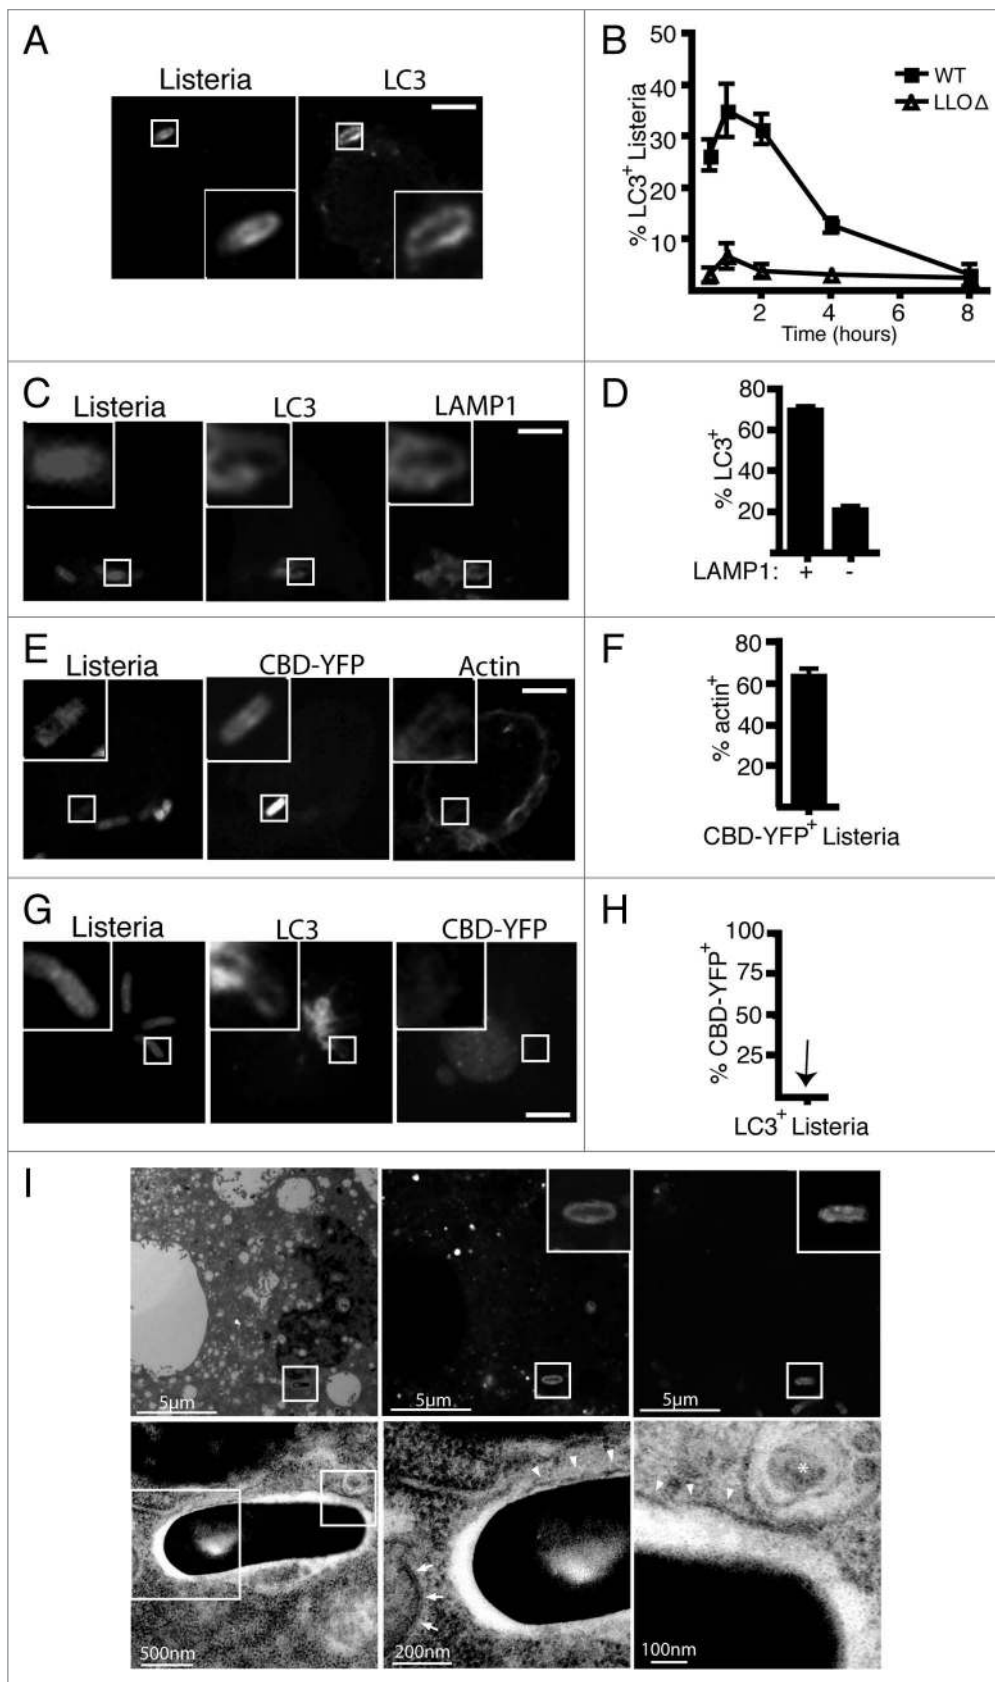 A
Listeria
LC3
B
50
40
30
20
10
% LC3+ Listeria
WT
LLOΔ
2
4
6
8
Time (hours)
C
Listeria
LC3
LAMP1
D
80
60
40
20
% LC3+
LAMP1: + -
E
Listeria
CBD-YFP
Actin
F
80
60
40
20
% actin+
CBD-YFP+ Listeria
G
Listeria
LC3
CBD-YFP
H
100
75
50
25
% CBD-YFP+
LC3+ Listeria
I
5µm
5µm
5µm
*
500nm
200nm
100nm